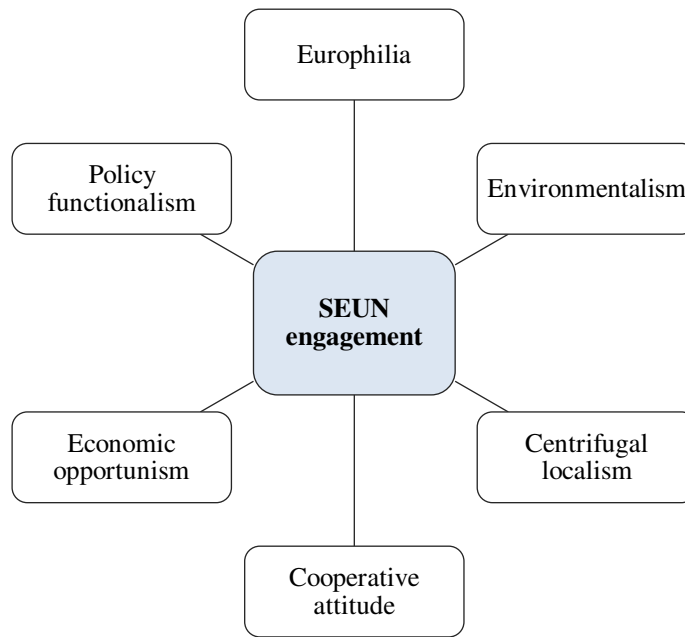 Europhilia
Policy
functionalism
Environmentalism
SEUN
engagement
Economic
opportunism
Centrifugal
localism
Cooperative
attitude